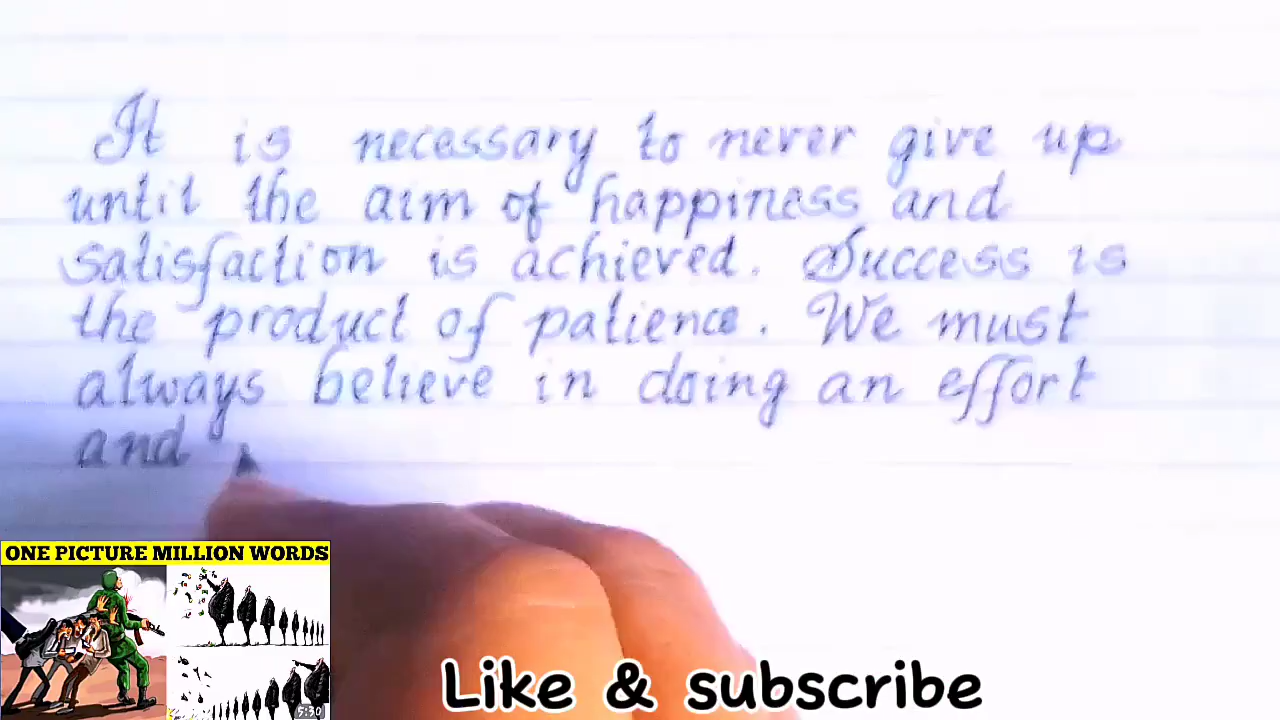 It is necessary to never give up
until the aim of happiness and
satisfaction is achieved. Success is
the product of patience. We must
always believe in doing an effort
and
ONE PICTURE MILLION WORDS
5:30
Like & subscribe